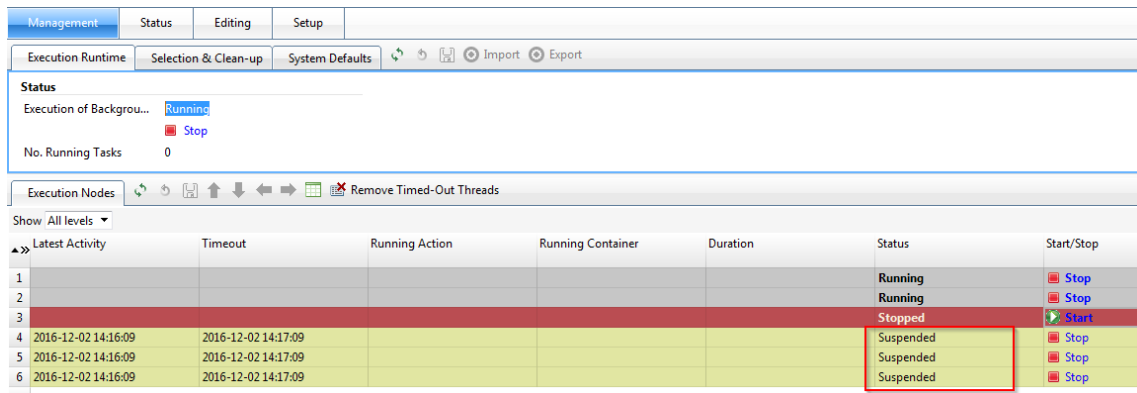 Management Status Editing Setup
Execution Runtime Selection & Clean-up System Defaults Import Export
Status
Execution of Backgrou... Running
Stop
No. Running Tasks 0
Execution Nodes Remove Timed-Out Threads
Show All levels
Latest Activity Timeout Running Action Running Container Duration Status Start/Stop
1 Running Stop
2 Running Stop
3 Stopped Start
4 2016-12-02 14:16:09 2016-12-02 14:17:09 Suspended Stop
5 2016-12-02 14:16:09 2016-12-02 14:17:09 Suspended Stop
6 2016-12-02 14:16:09 2016-12-02 14:17:09 Suspended Stop